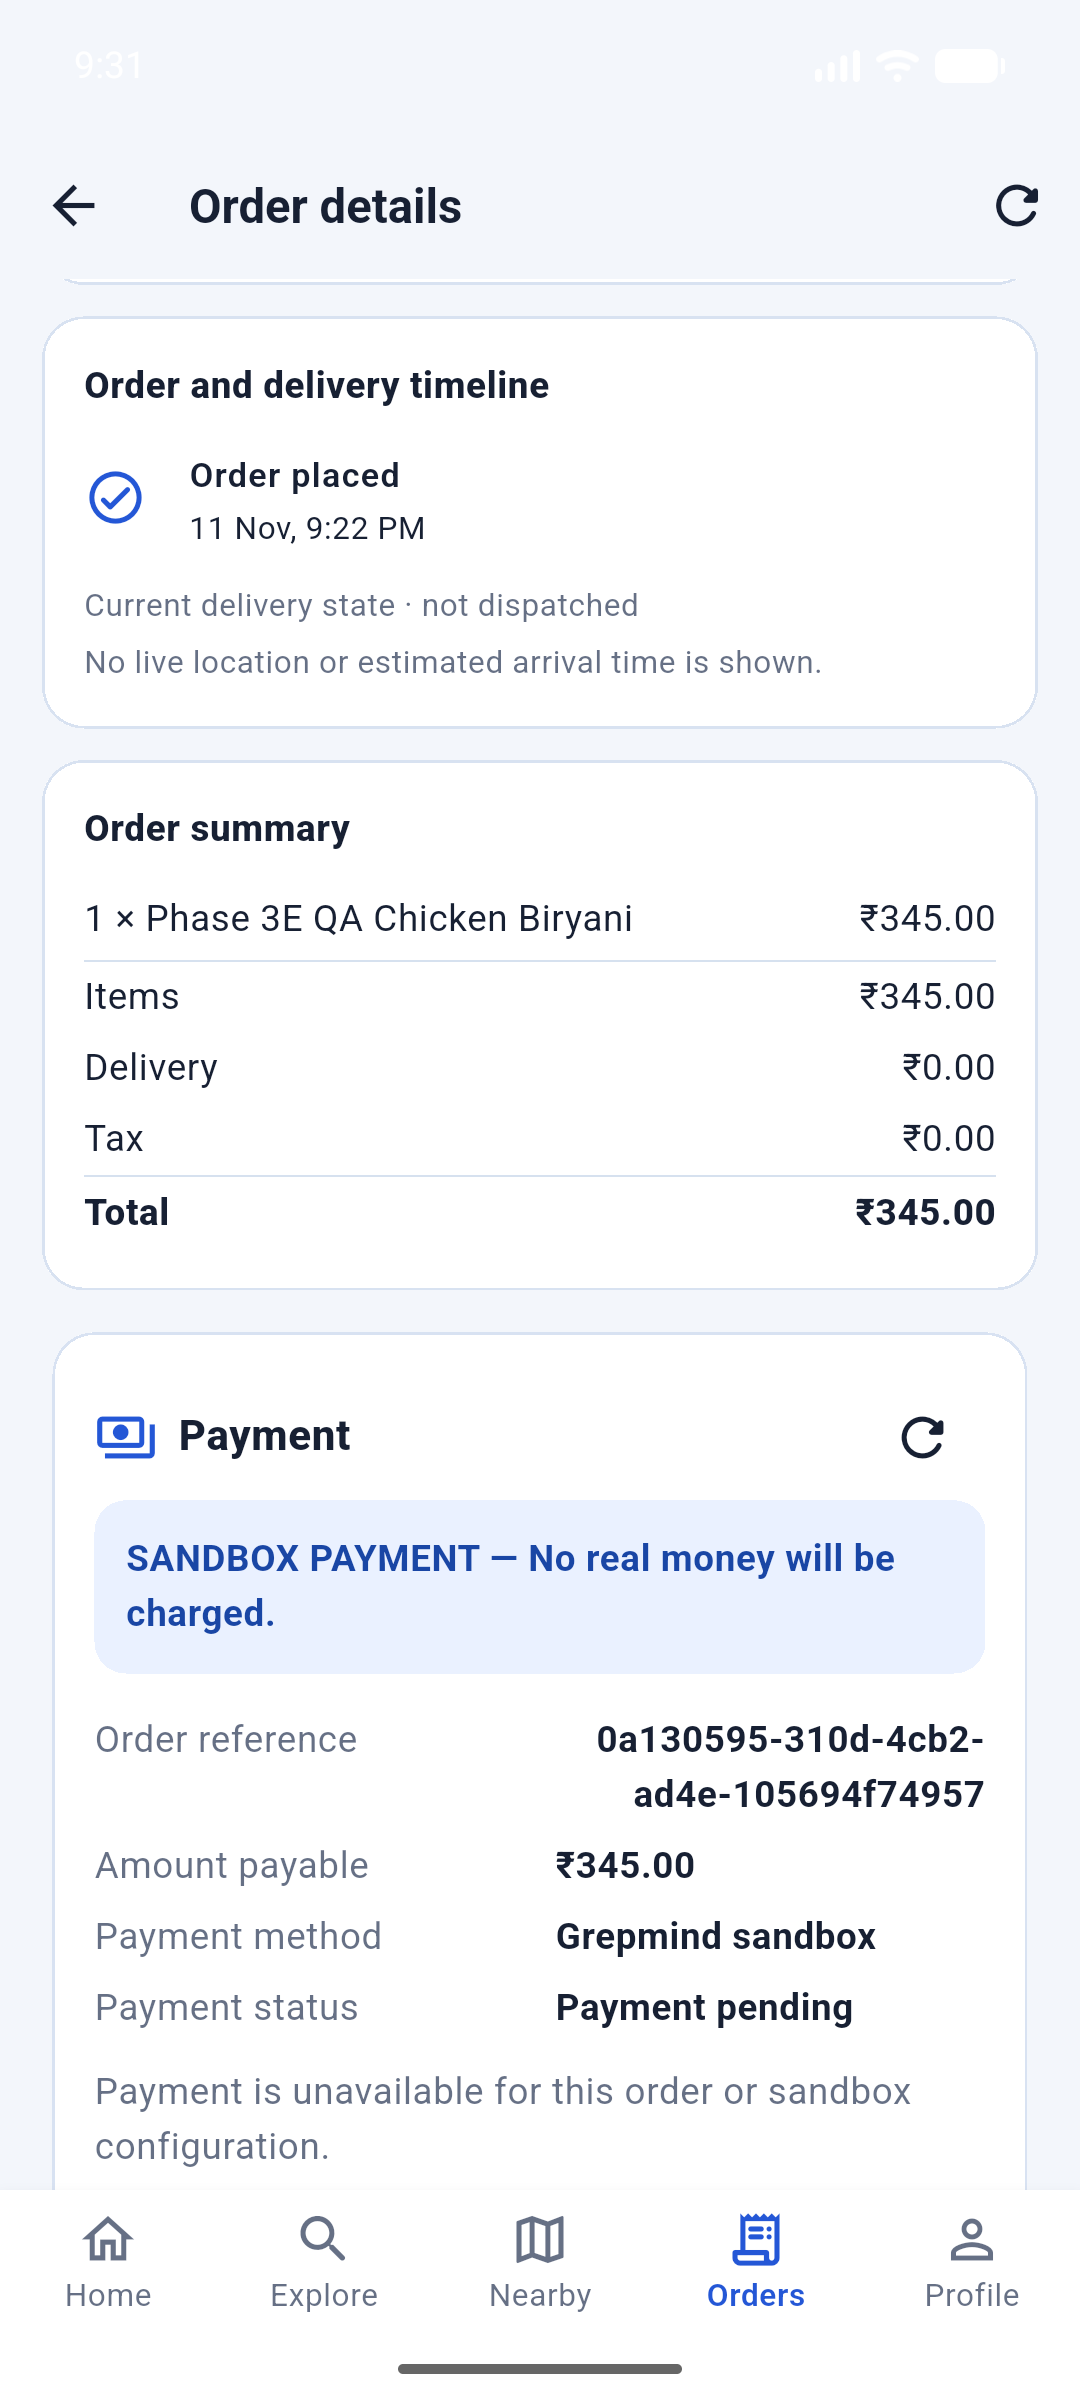 9:31
Order details
Order and delivery timeline
Order placed
11 Nov, 9:22 PM
Current delivery state · not dispatched
No live location or estimated arrival time is shown.
Order summary
1 × Phase 3E QA Chicken Biryani ₹345.00
Items ₹345.00
Delivery ₹0.00
Tax ₹0.00
Total ₹345.00
Payment
SANDBOX PAYMENT — No real money will be
charged.
Order reference 0a130595-310d-4cb2-
ad4e-105694f74957
Amount payable ₹345.00
Payment method Grepmind sandbox
Payment status Payment pending
Payment is unavailable for this order or sandbox
configuration.
Home Explore Nearby Orders Profile